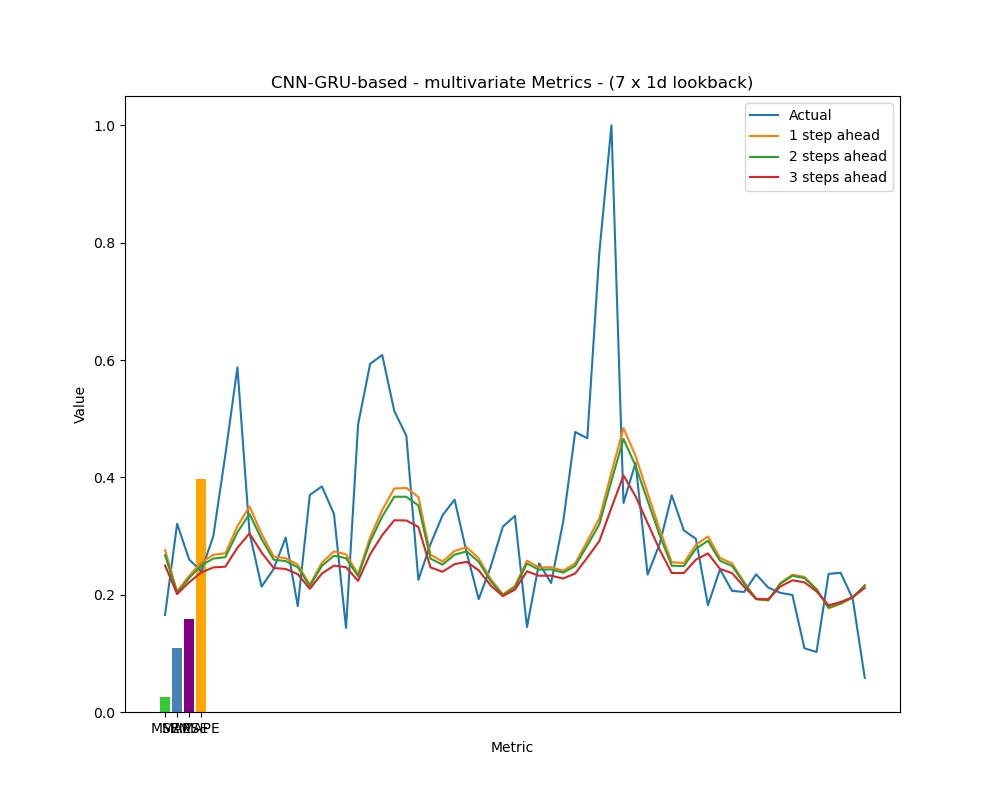 CNN-GRU-based - multivariate Metrics - (7 x 1d lookback)
Actual
1 step ahead
2 steps ahead
3 steps ahead
1.0
0.8
0.6
0.4
0.2
0.0
Value
Metric